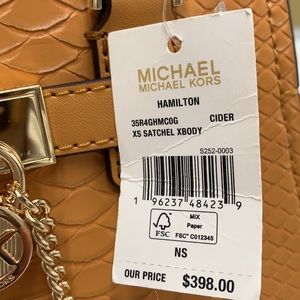 MICHAEL
MICHAEL KORS
HAMILTON
35R4GHMC0G CIDER
XS SATCHEL XBODY
S252-0003
1 96237 48423 9
FSC
MIX
Paper
FSC™ C012345
NS
OUR PRICE $398.00